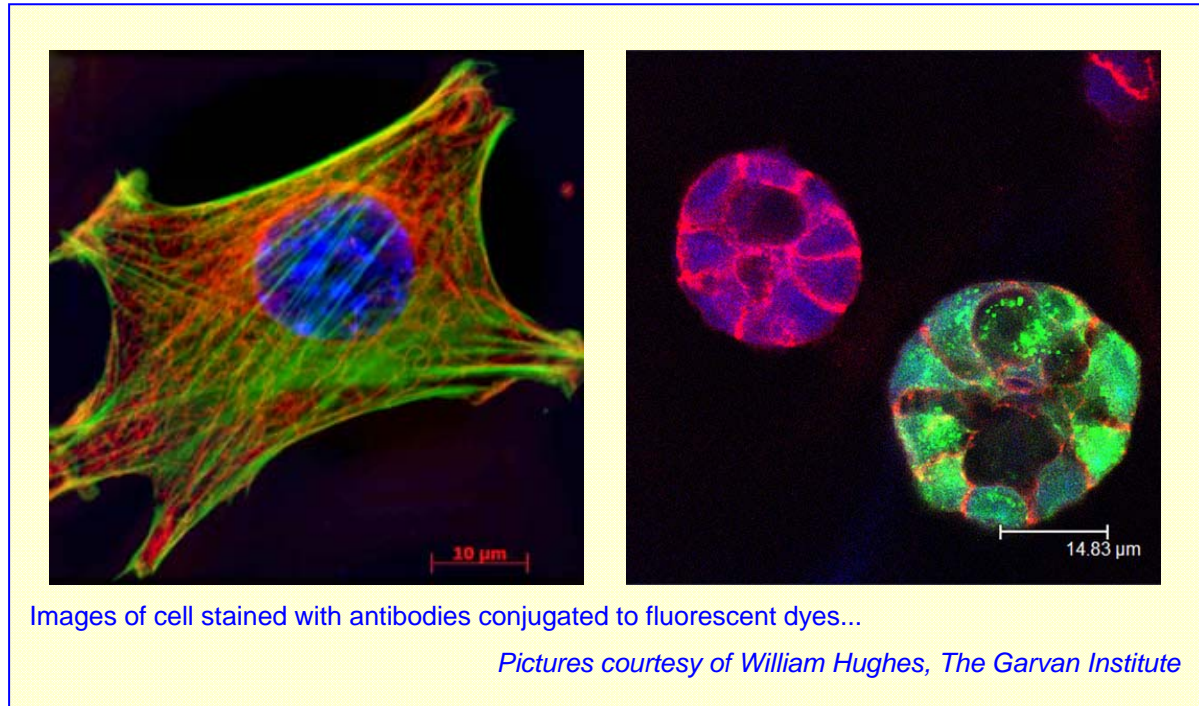 10 µm
14.83 µm
Images of cell stained with antibodies conjugated to fluorescent dyes...
Pictures courtesy of William Hughes, The Garvan Institute